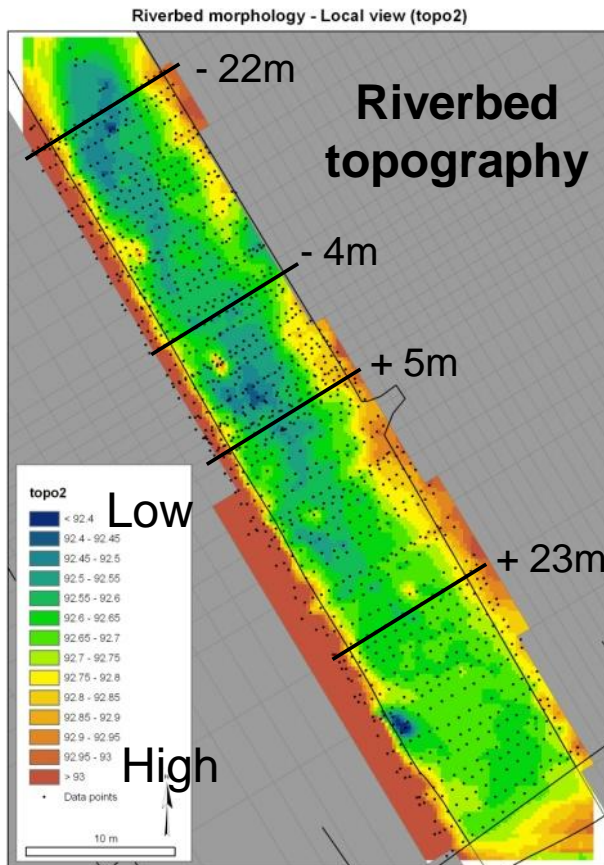 Riverbed morphology - Local view (topo2)
- 22m
Riverbed
topography
- 4m
+ 5m
+ 23m
topo2
Low
< 92.4
92.4 - 92.45
92.45 - 92.5
92.5 - 92.55
92.55 - 92.6
92.6 - 92.65
92.65 - 92.7
92.7 - 92.75
92.75 - 92.8
92.8 - 92.85
92.85 - 92.9
92.9 - 92.95
92.95 - 93
High
> 93
Data points
10 m